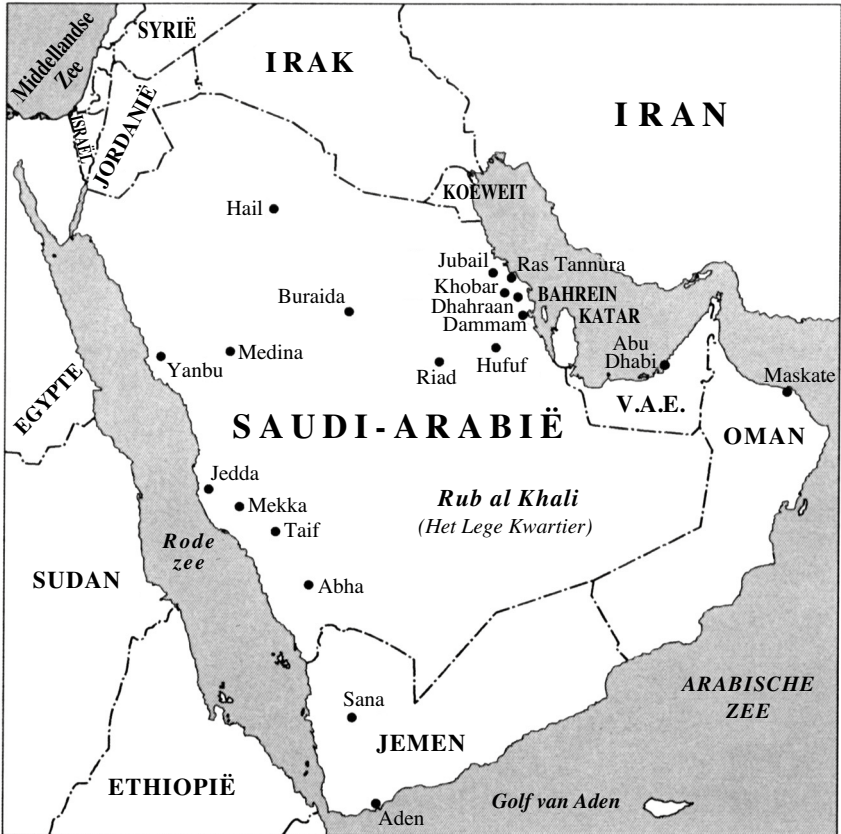 SYRIË
Middellandse
Zee
IRAK
IRAN
ISRAËL
JORDANIË
KOEWEIT
Hail
Jubail
Ras Tannura
Khobar
BAHREIN
Buraida
Dhahraan
KATAR
Dammam
Yanbu
Medina
Riad
Hufuf
Abu
Dhabi
Maskate
EGYPTE
V.A.E.
SAUDI-ARABIË
OMAN
Jedda
Mekka
Rub al Khali
(Het Lege Kwartier)
Taif
Rode
zee
SUDAN
Abha
Sana
ARABISCHE
ZEE
JEMEN
ETHIOPIË
Golf van Aden
Aden